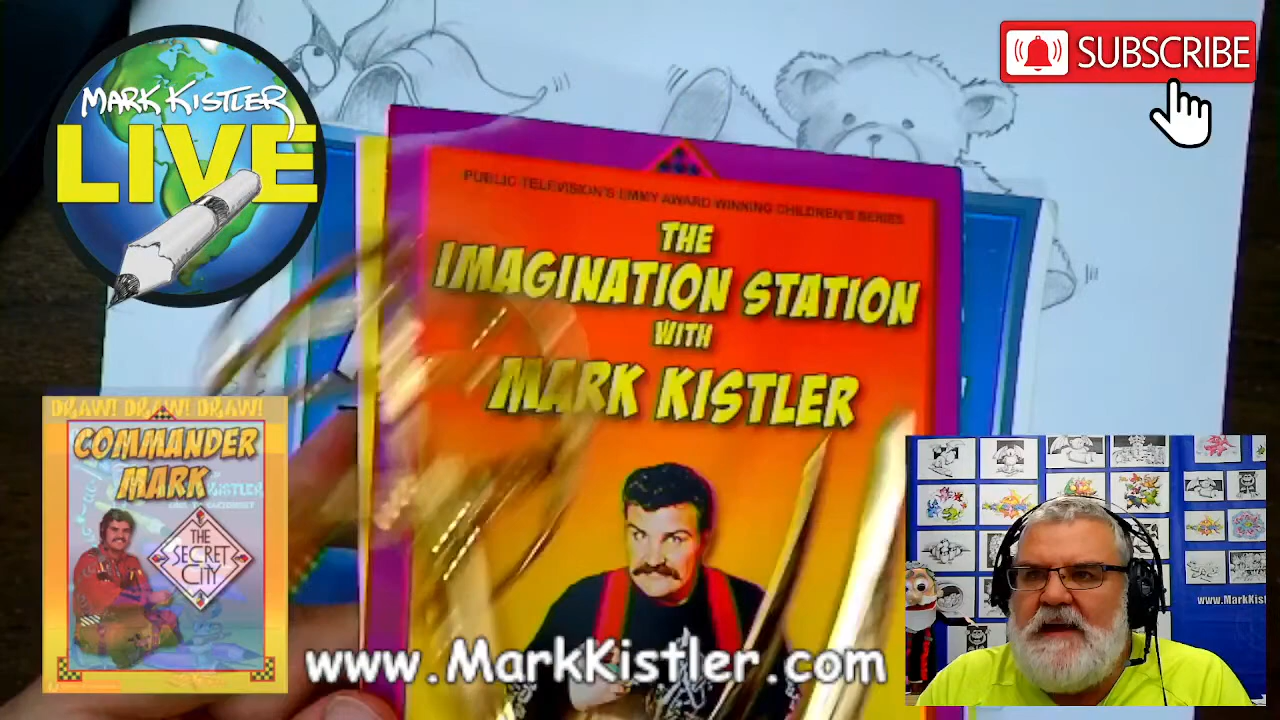 MARK KISTLER
LIVE
SUBSCRIBE
PUBLIC TELEVISION'S EMMY AWARD WINNING CHILDREN'S SERIES
THE
IMAGINATION STATION
WITH
MARK KISTLER
DRAW! DRAW! DRAW!
COMMANDER
MARK
THE
SECRET
CITY
www.MarkKistler.com
www.MarkKist